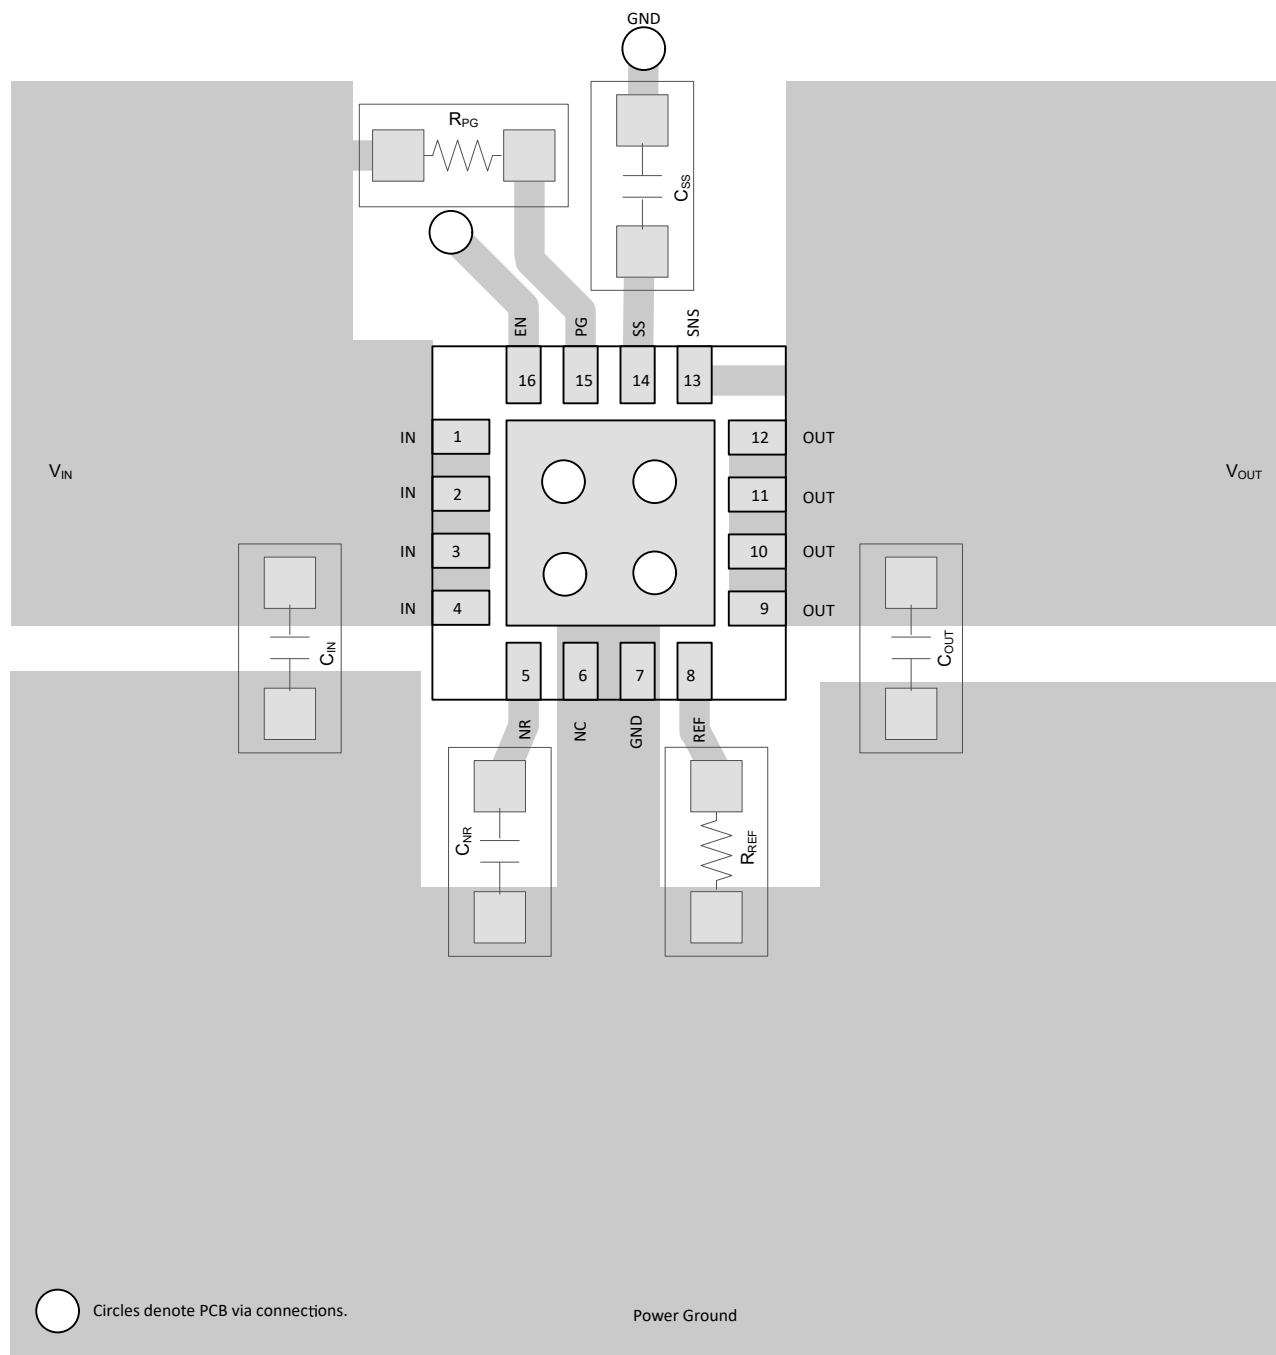 GND
RPG
CSS
EN
PG
SS
SNS
16
15
14
13
IN
1
12
OUT
VIN
VOUT
IN
2
11
OUT
IN
3
10
OUT
IN
4
9
OUT
CIN
COUT
5
6
7
8
NR
NC
GND
REF
CNR
RREF
Circles denote PCB via connections.
Power Ground